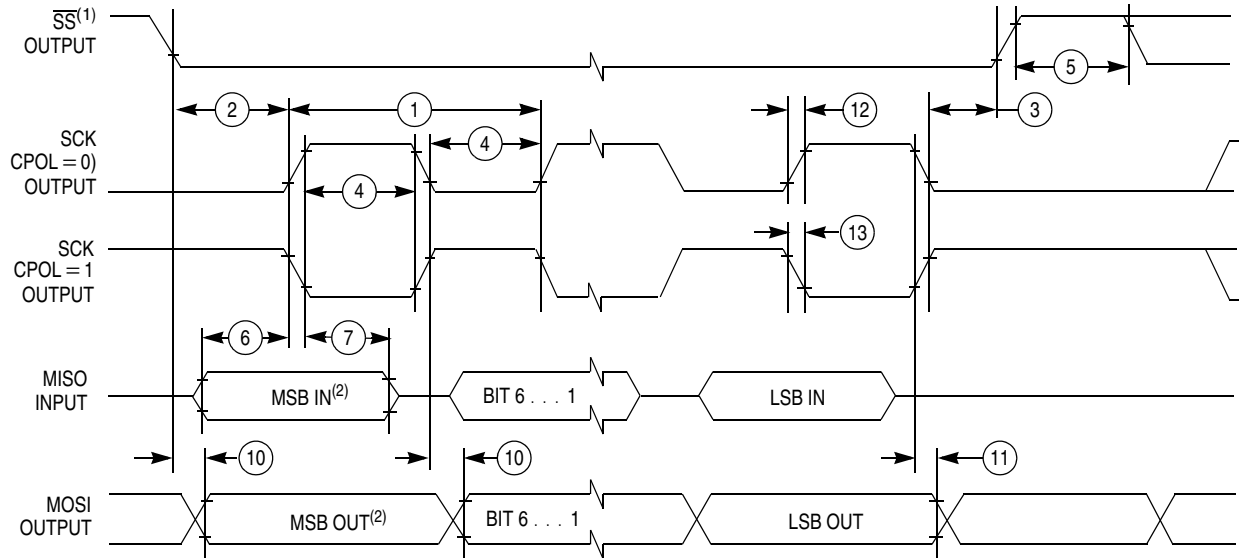 SS(1)
OUTPUT
5
2
1
12
3
SCK
CPOL = 0)
OUTPUT
4
4
SCK
CPOL = 1
OUTPUT
13
6
7
MISO
INPUT
MSB IN(2)
BIT 6 . . . 1
LSB IN
10
10
11
MOSI
OUTPUT
MSB OUT(2)
BIT 6 . . . 1
LSB OUT